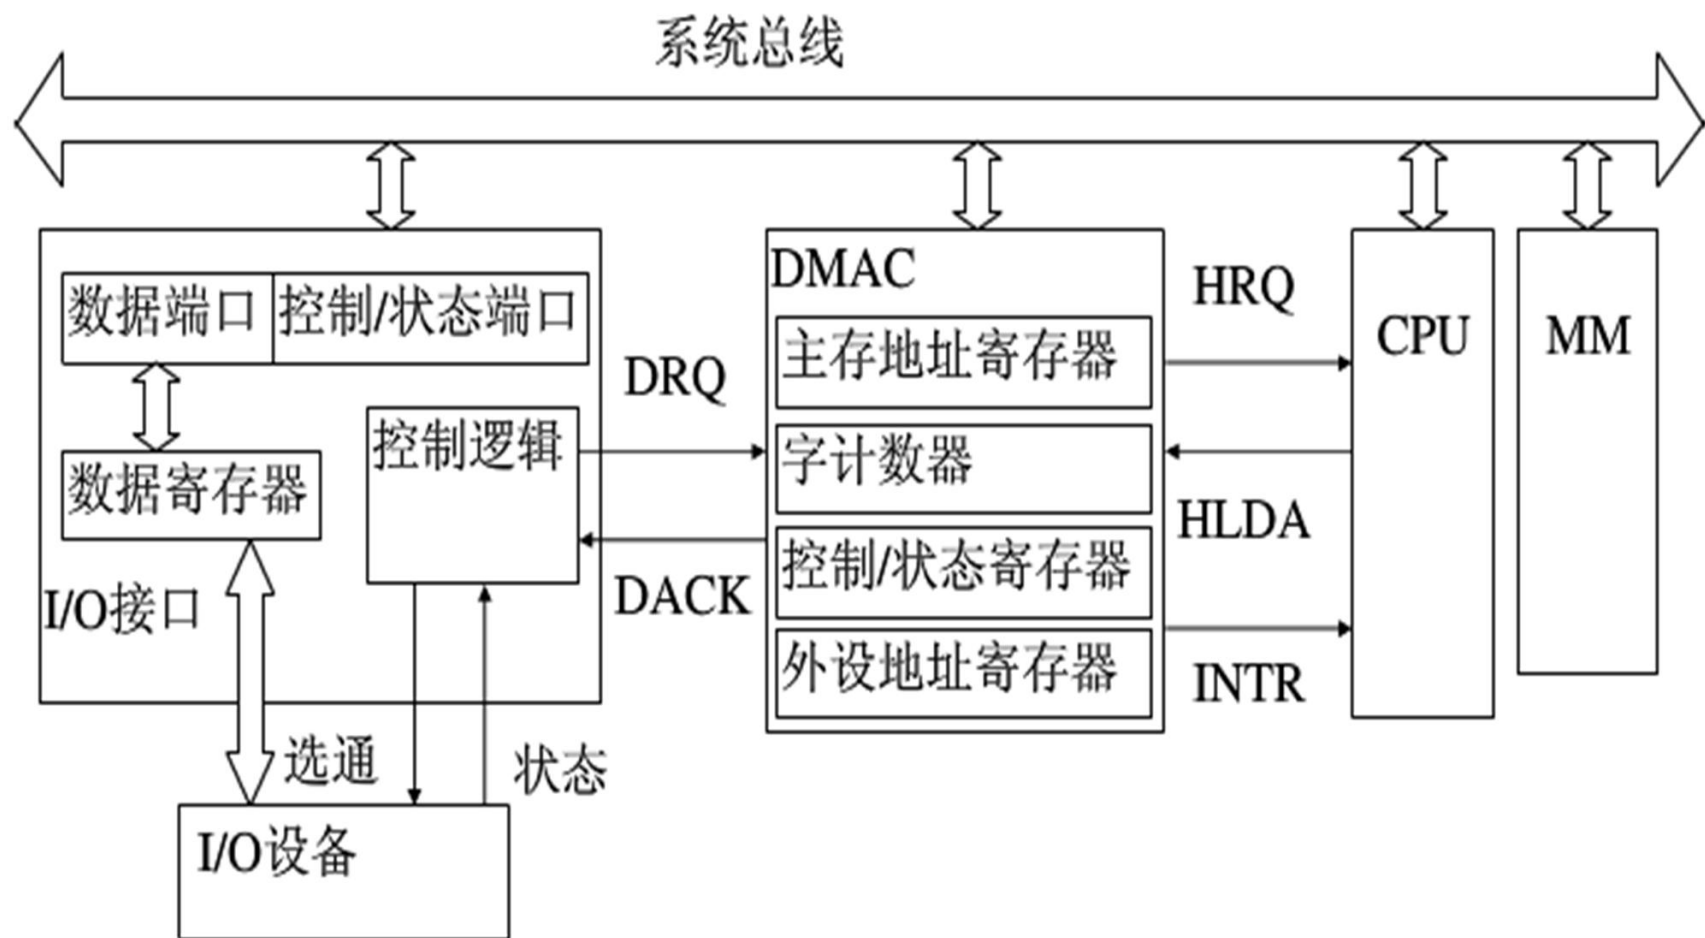 系统总线
数据端口
控制/状态端口
数据寄存器
控制逻辑
I/O接口
选通
状态
I/O设备
DRQ
DACK
DMAC
主存地址寄存器
字计数器
控制/状态寄存器
外设地址寄存器
HRQ
HLDA
INTR
CPU
MM